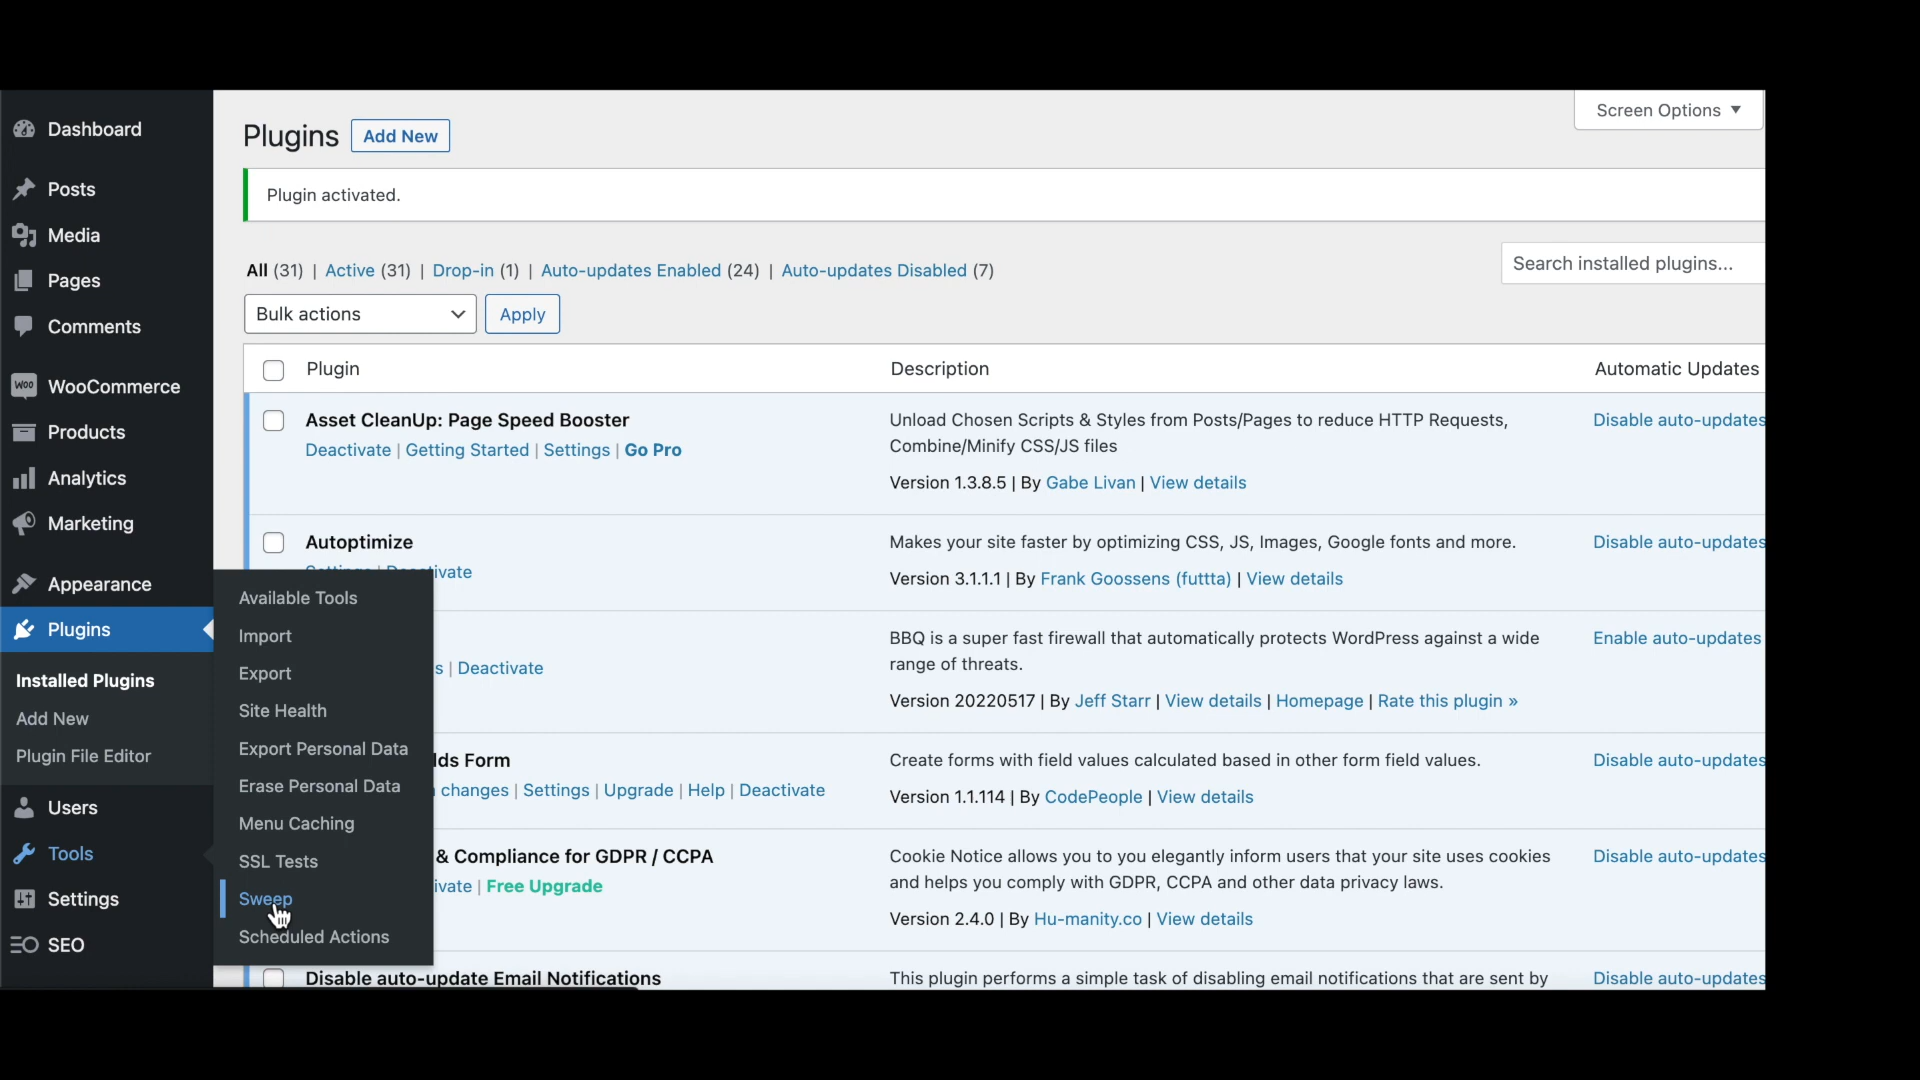 Screen Options ▼
Dashboard
Posts
Media
Pages
Comments
WooCommerce
Products
Analytics
Marketing
Appearance
Plugins
Installed Plugins
Add New
Plugin File Editor
Users
Tools
Settings
SEO
Available Tools
Import
Export
Site Health
Export Personal Data
Erase Personal Data
Menu Caching
SSL Tests
Sweep
Scheduled Actions
Plugins Add New
Plugin activated.
All (31) | Active (31) | Drop-in (1) | Auto-updates Enabled (24) | Auto-updates Disabled (7)
Search installed plugins...
Bulk actions Apply
Plugin Description Automatic Updates
Asset CleanUp: Page Speed Booster
Deactivate | Getting Started | Settings | Go Pro
Unload Chosen Scripts & Styles from Posts/Pages to reduce HTTP Requests,
Combine/Minify CSS/JS files
Version 1.3.8.5 | By Gabe Livan | View details
Disable auto-updates
Autoptimize
Settings | Deactivate
Makes your site faster by optimizing CSS, JS, Images, Google fonts and more.
Version 3.1.1.1 | By Frank Goossens (futtta) | View details
Disable auto-updates
s | Deactivate
BBQ is a super fast firewall that automatically protects WordPress against a wide
range of threats.
Version 20220517 | By Jeff Starr | View details | Homepage | Rate this plugin »
Enable auto-updates
lds Form
changes | Settings | Upgrade | Help | Deactivate
Create forms with field values calculated based in other form field values.
Version 1.1.114 | By CodePeople | View details
Disable auto-updates
& Compliance for GDPR / CCPA
ivate | Free Upgrade
Cookie Notice allows you to you elegantly inform users that your site uses cookies
and helps you comply with GDPR, CCPA and other data privacy laws.
Version 2.4.0 | By Hu-manity.co | View details
Disable auto-updates
Disable auto-update Email Notifications
This plugin performs a simple task of disabling email notifications that are sent by
Disable auto-updates